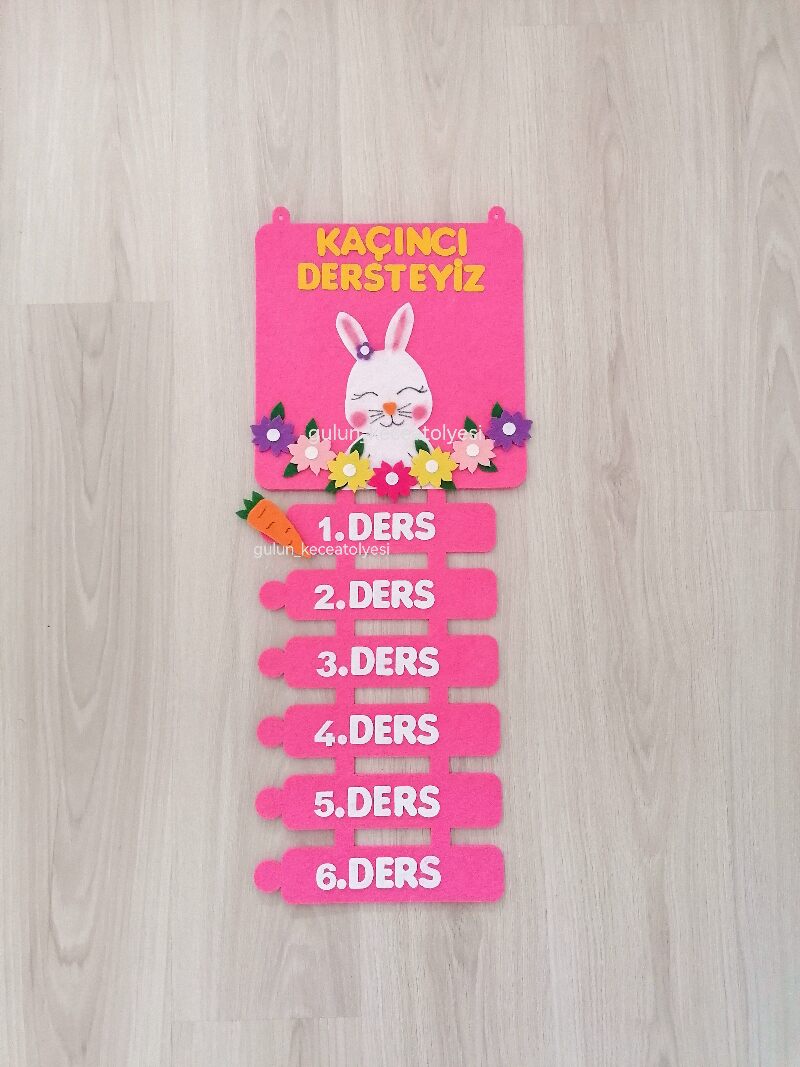 KAÇINCI
DERSTEYİZ
gulun_keceatolyesi
1.DERS
gulun_keceatolyesi
2.DERS
3.DERS
4.DERS
5.DERS
6.DERS